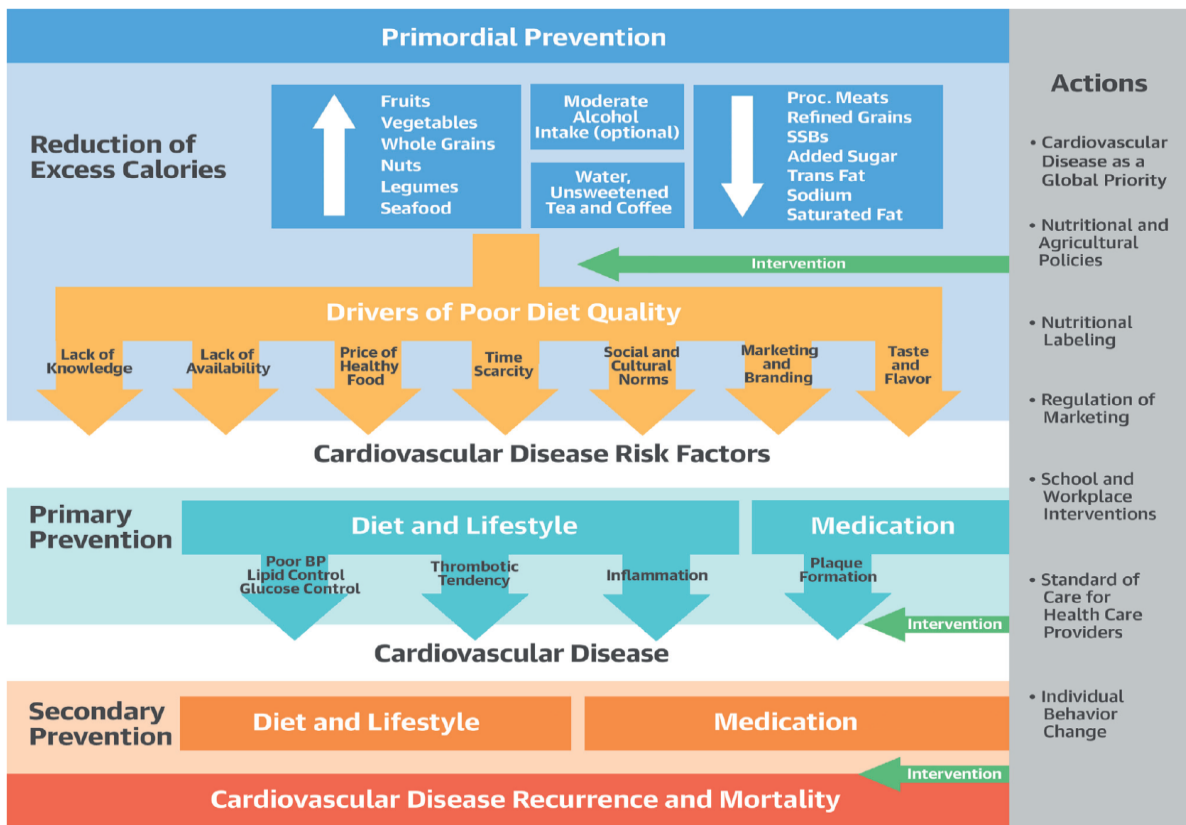 Primordial Prevention
Reduction of
Excess Calories
Fruits
Vegetables
Whole Grains
Nuts
Legumes
Seafood
Moderate
Alcohol
Intake (optional)
Water,
Unsweetened
Tea and Coffee
Proc. Meats
Refined Grains
SSBs
Added Sugar
Trans Fat
Sodium
Saturated Fat
Intervention
Drivers of Poor Diet Quality
Lack of
Knowledge
Lack of
Availability
Price of
Healthy
Food
Time
Scarcity
Social and
Cultural
Norms
Marketing
and
Branding
Taste
and
Flavor
Cardiovascular Disease Risk Factors
Primary
Prevention
Diet and Lifestyle
Medication
Poor BP
Lipid Control
Glucose Control
Thrombotic
Tendency
Inflammation
Plaque
Formation
Intervention
Cardiovascular Disease
Secondary
Prevention
Diet and Lifestyle
Medication
Intervention
Cardiovascular Disease Recurrence and Mortality
Actions
• Cardiovascular
Disease as a
Global Priority
• Nutritional and
Agricultural
Policies
• Nutritional
Labeling
• Regulation of
Marketing
• School and
Workplace
Interventions
• Standard of
Care for
Health Care
Providers
• Individual
Behavior
Change